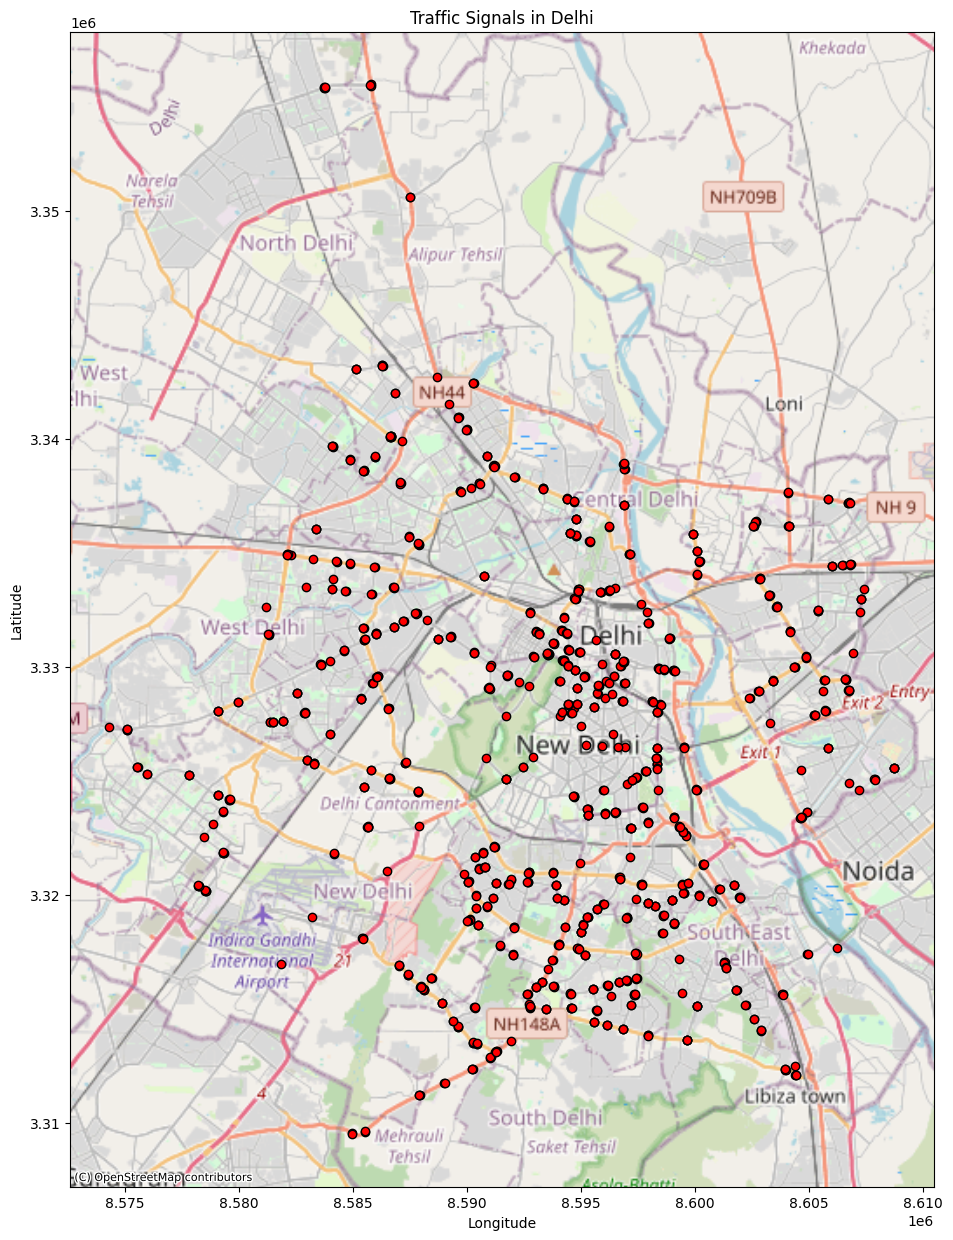 Traffic Signals in Delhi
1e6
Khekada
Delhi
Narela
Tehsil
NH709B
3.35
North Delhi
Alipur Tehsil
West
elhi
NH44
Loni
3.34
Central Delhi
NH 9
Latitude
West Delhi
Delhi
3.33
Entry
Exit 2
M
New Delhi
Exit 1
Delhi Cantonment
Noida
New Delhi
3.32
South East
Delhi
Indira Gandhi
International
Airport
21
NH148A
4
Libiza town
South Delhi
3.31
Mehrauli
Tehsil
Saket Tehsil
Asola-Bhatti
(C) OpenStreetMap contributors
8.575
8.580
8.585
8.590
8.595
8.600
8.605
8.610
Longitude
1e6